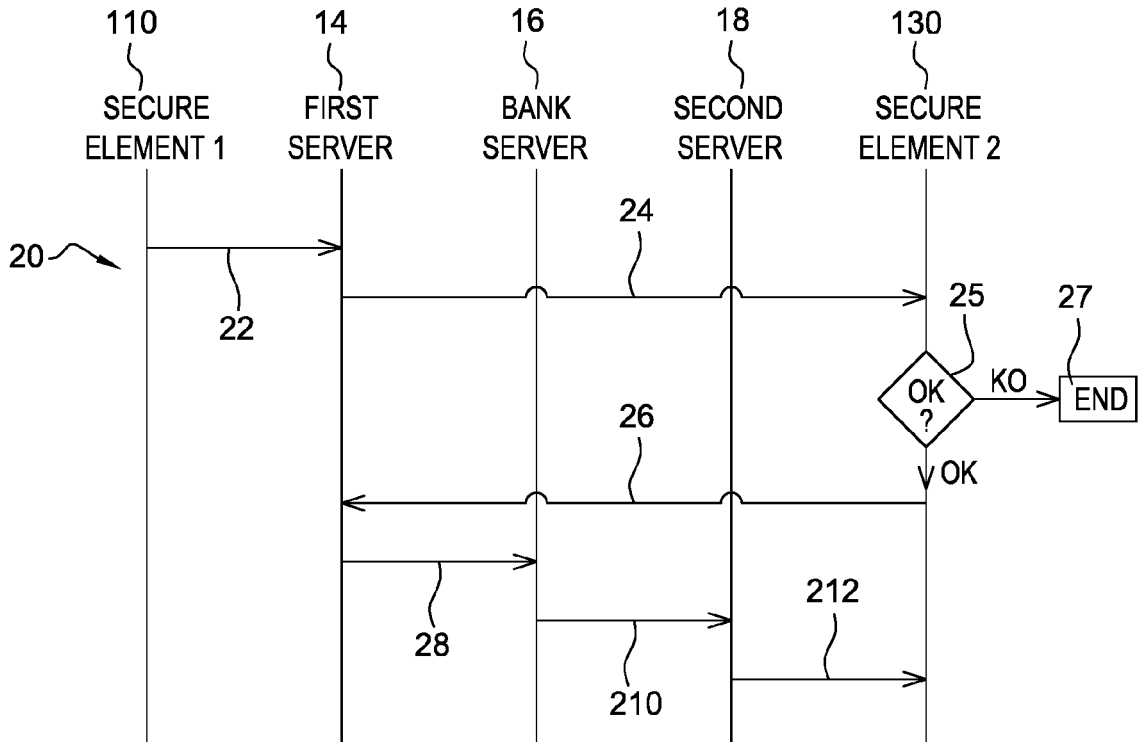 110 14 16 18 130
SECURE FIRST BANK SECOND SECURE
ELEMENT 1 SERVER SERVER SERVER ELEMENT 2
24
20
22
25 27
OK KO END
?
26
OK
28
212
210